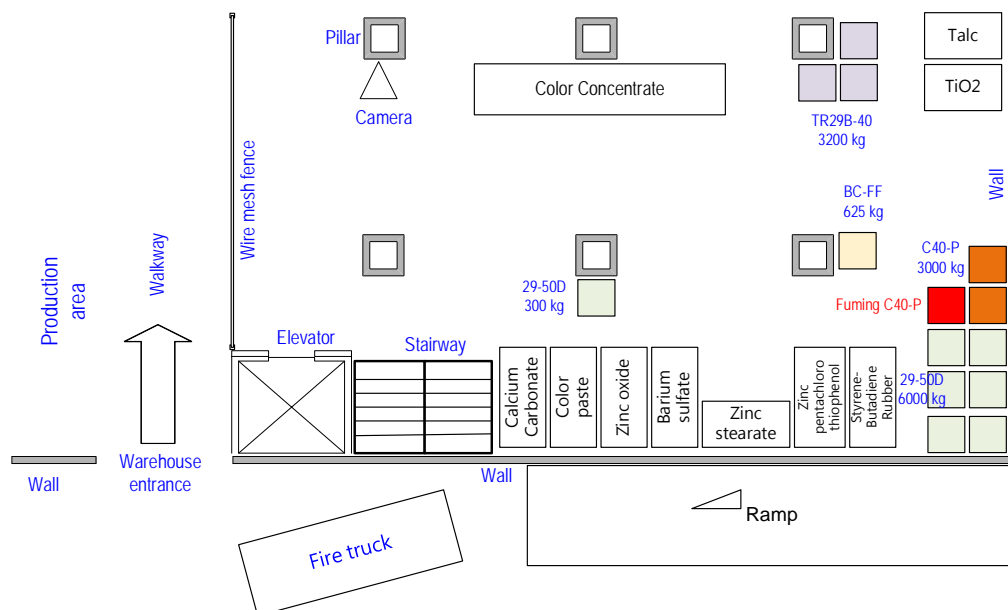 Pillar
Camera
Color Concentrate
Talc
TiO2
TR29B-40
3200 kg
Wire mesh fence
Wall
BC-FF
625 kg
C40-P
3000 kg
Production
area
Walkway
29-50D
300 kg
Fuming C40-P
Elevator
Stairway
Calcium
Carbonate
Color
paste
Zinc oxide
Barium
sulfate
Zinc
stearate
Zinc
pentachloro
thiophenol
Styrene-
Butadiene
Rubber
29-50D
6000 kg
Wall
Warehouse
entrance
Wall
Ramp
Fire truck